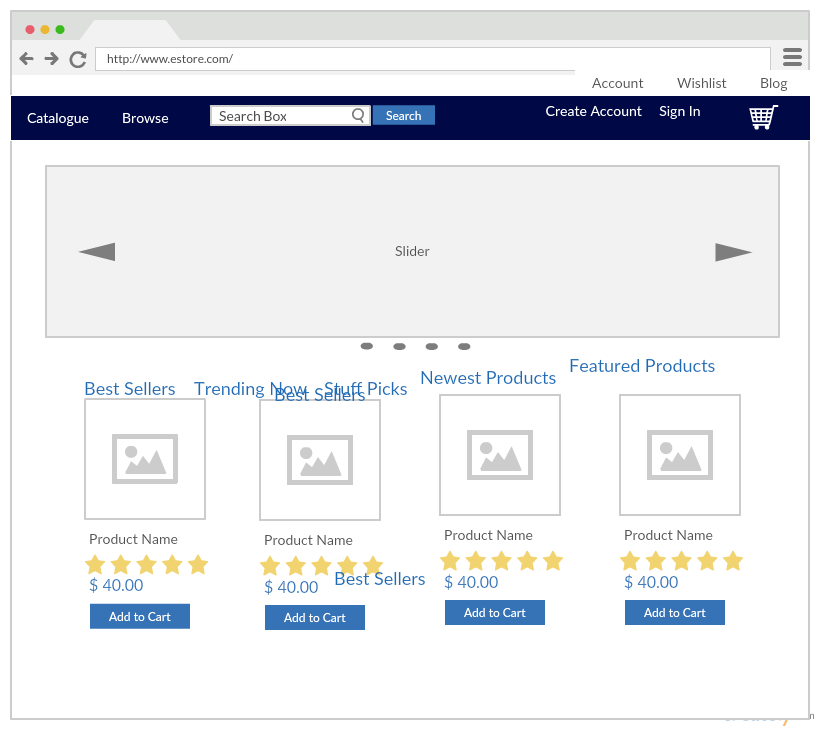 http://www.estore.com/
Account Wishlist Blog
Catalogue Browse Search Box Search Create Account Sign In
Slider
Featured Products
Newest Products
Best Sellers Trending Now Stuff Picks
Best Sellers
Product Name Product Name Product Name Product Name
Best Sellers
$ 40.00 $ 40.00 $ 40.00 $ 40.00
Add to Cart Add to Cart Add to Cart Add to Cart